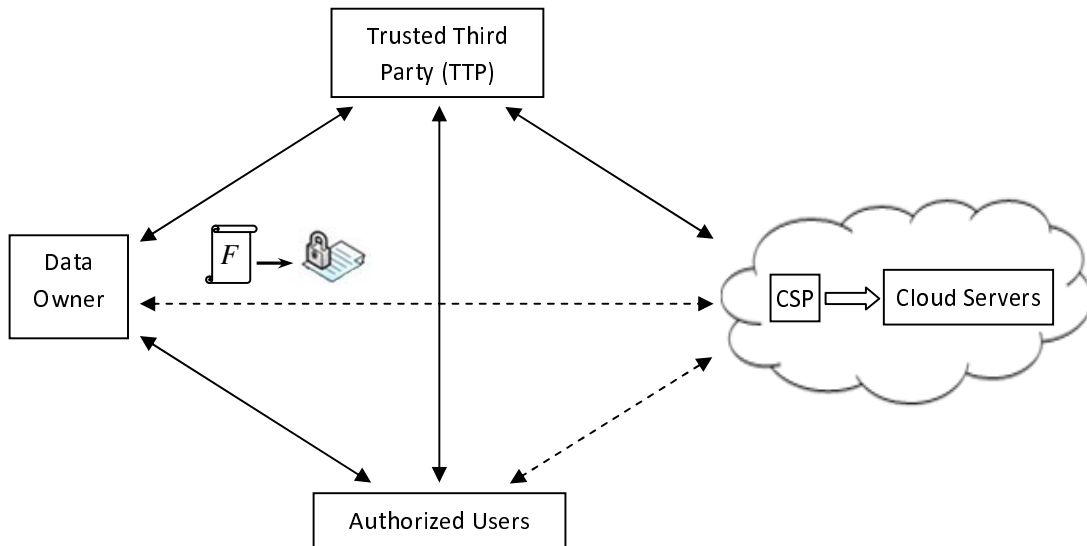 Trusted Third
Party (TTP)
Data
Owner
F
CSP
Cloud Servers
Authorized Users